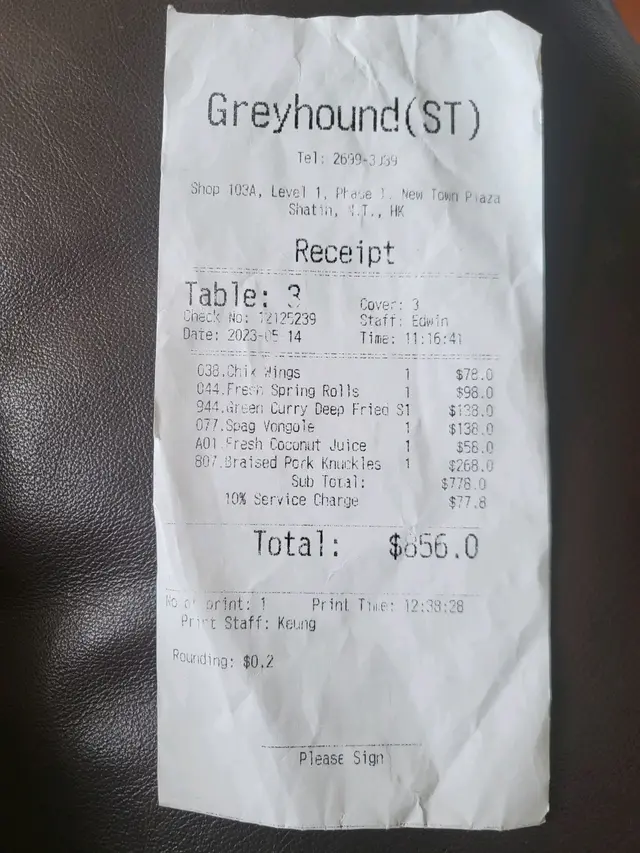 Greyhound(ST)
Tel:
Shop 103A, Level 1, Phase 1, New Town Plaza
Shatin, N.T., HK
Receipt
Table: 3
Cover: 3
Check No: 12125239
Staff: Edwin
Date: 2023-05-14
Time: 11:16:41
038.Chix Wings 1 $78.0
044.Fresh Spring Rolls 1 $98.0
944.Green Curry Deep Fried S1 $138.0
077.Spag Vongole 1 $138.0
A01.Fresh Coconut Juice 1 $58.0
807.Braised Pork Knuckles 1 $268.0
Sub Total: $778.0
10% Service Charge $77.8
Total: $856.0
No of print: 1 Print Time: 12:38:28
Print Staff: Keung
Rounding: $0.2
Please Sign